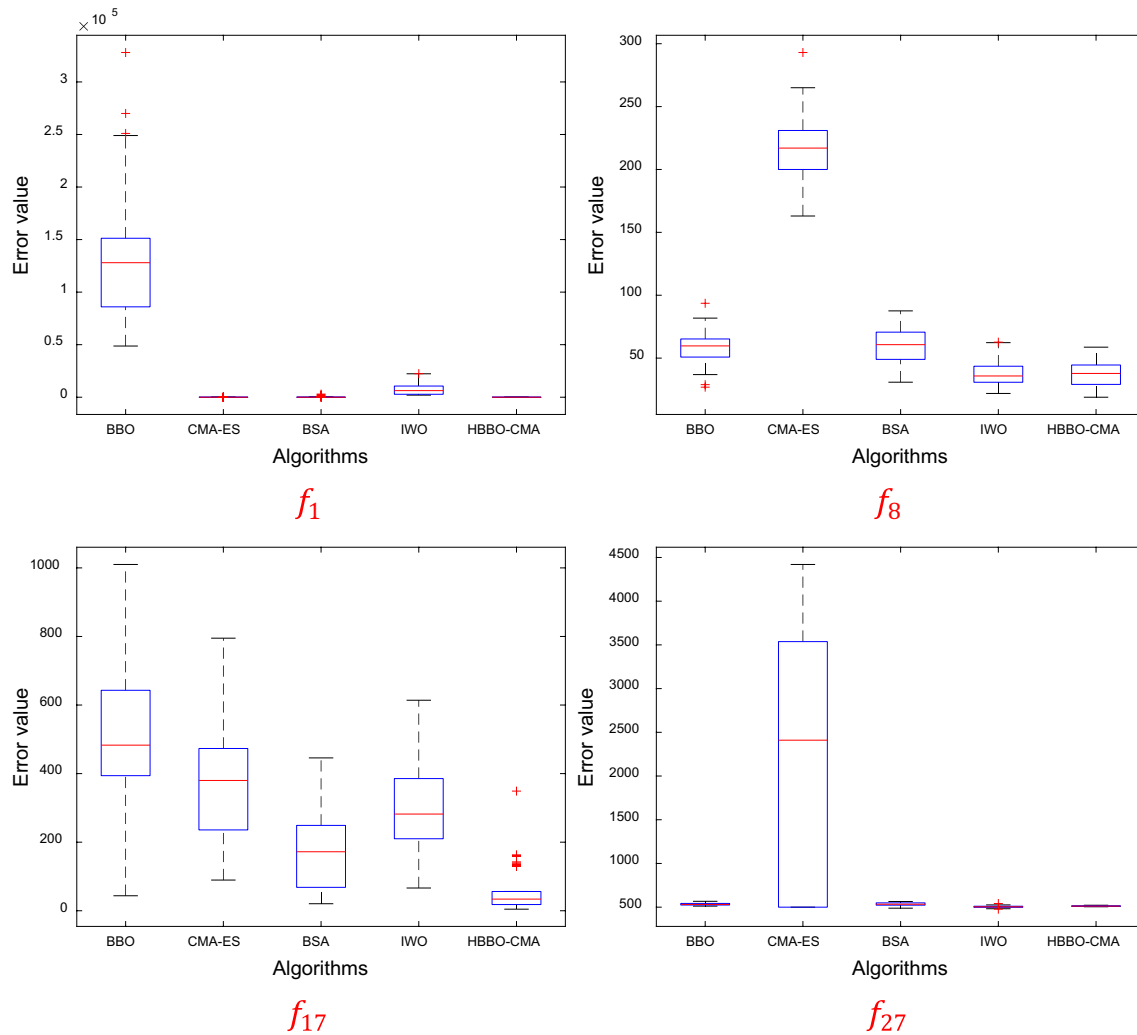 × 10 5
3
2.5
2
1.5
1
0.5
0
Error value
BBO CMA-ES BSA IWO HBBO-CMA
Algorithms
f1
300
250
200
150
100
50
Error value
BBO CMA-ES BSA IWO HBBO-CMA
Algorithms
f8
1000
800
600
400
200
0
Error value
BBO CMA-ES BSA IWO HBBO-CMA
Algorithms
f17
4500
4000
3500
3000
2500
2000
1500
1000
500
Error value
BBO CMA-ES BSA IWO HBBO-CMA
Algorithms
f27